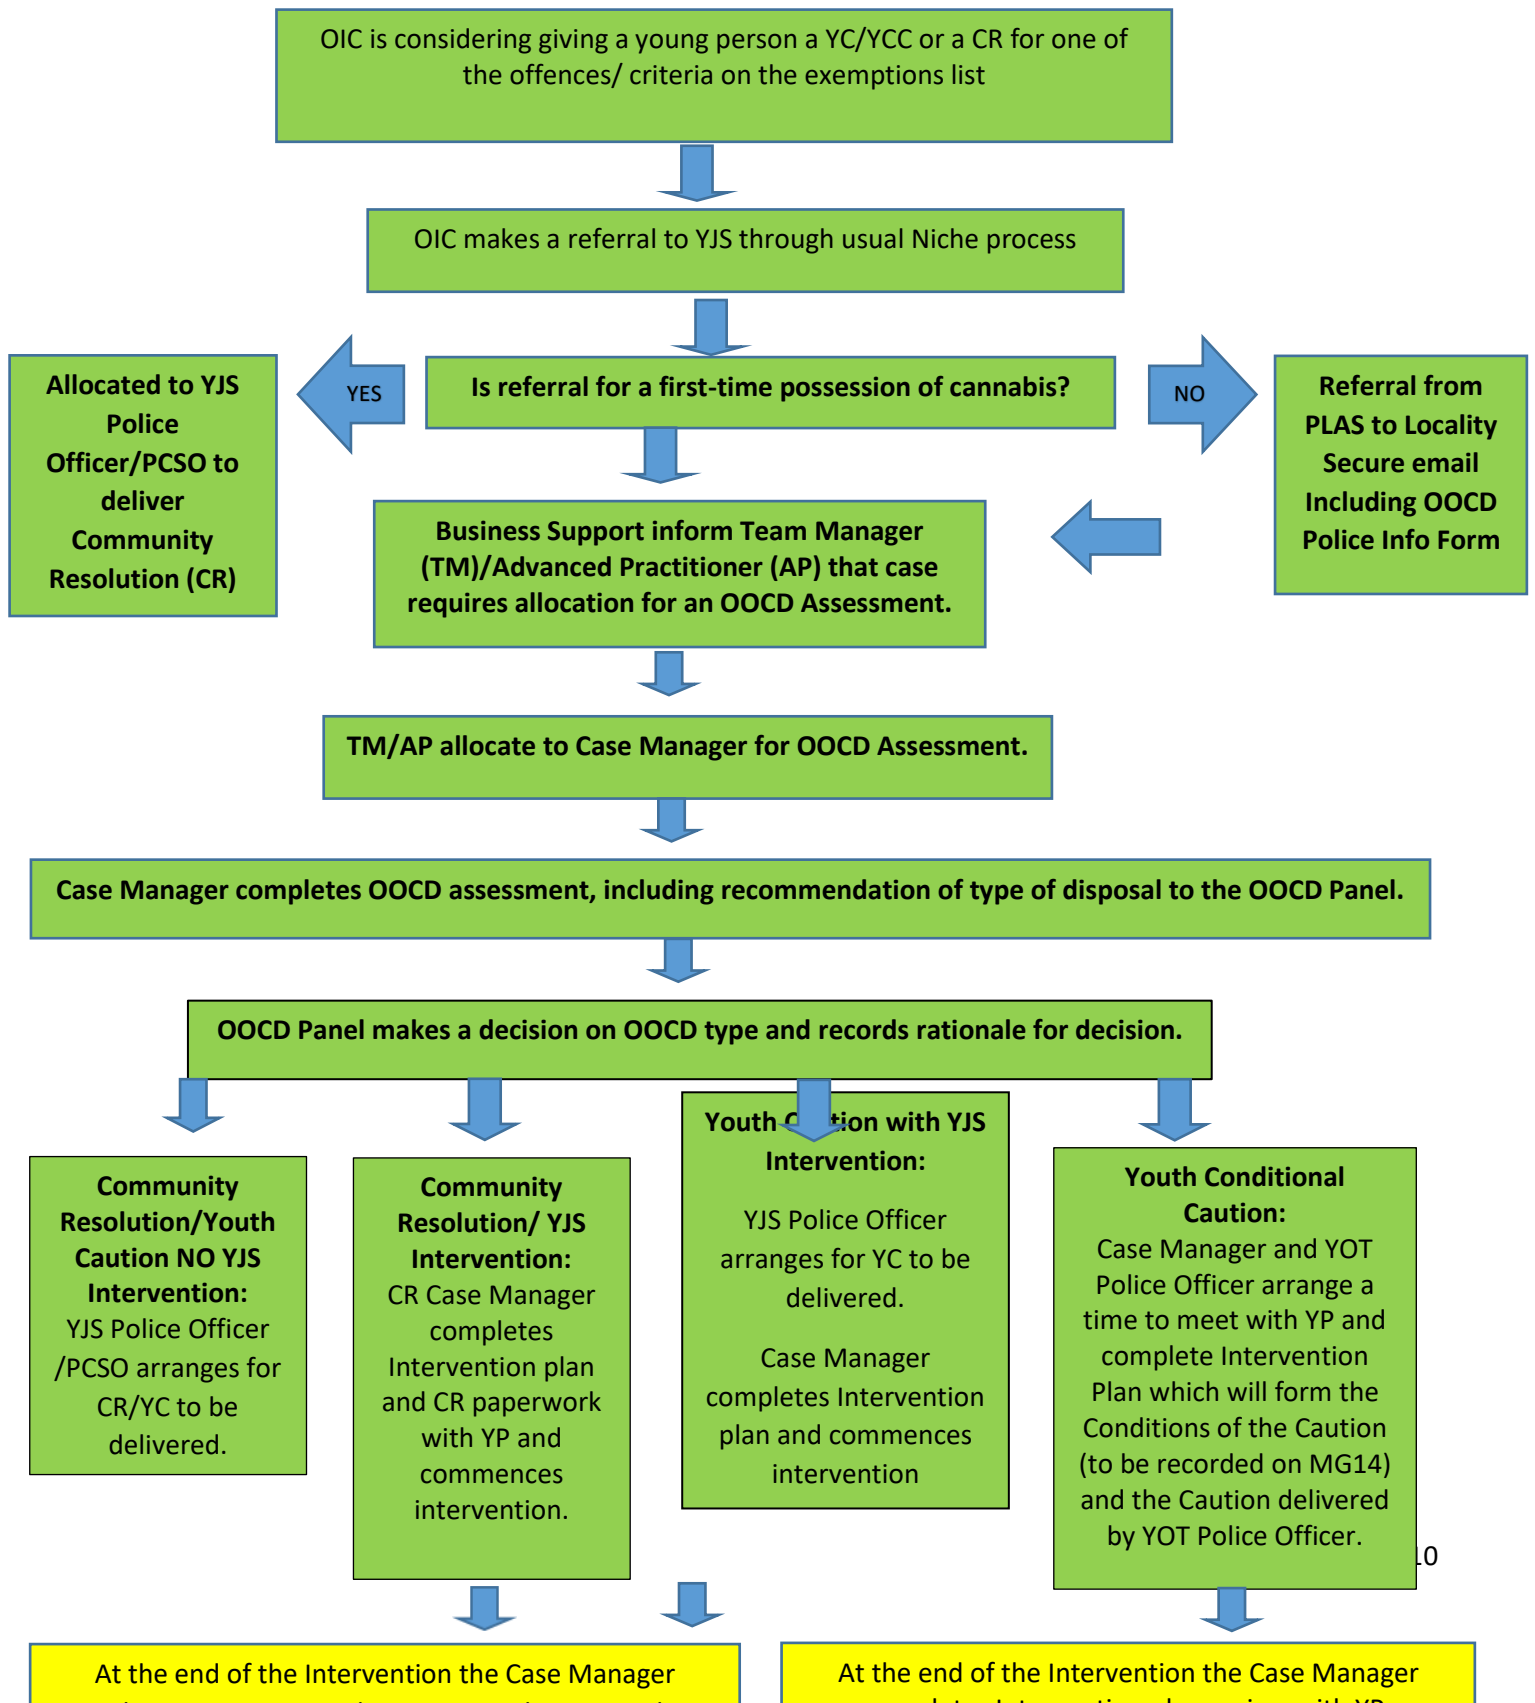 OIC is considering giving a young person a YC/YCC or a CR for one of
the offences/ criteria on the exemptions list
OIC makes a referral to YJS through usual Niche process
Allocated to YJS
Police
Officer/PCSO to
deliver
Community
Resolution (CR)
YES
Is referral for a first-time possession of cannabis?
NO
Referral from
PLAS to Locality
Secure email
Including OOCD
Police Info Form
Business Support inform Team Manager
(TM)/Advanced Practitioner (AP) that case
requires allocation for an OOCD Assessment.
TM/AP allocate to Case Manager for OOCD Assessment.
Case Manager completes OOCD assessment, including recommendation of type of disposal to the OOCD Panel.
OOCD Panel makes a decision on OOCD type and records rationale for decision.
Community
Resolution/Youth
Caution NO YJS
Intervention:
YJS Police Officer
/PCSO arranges for
CR/YC to be
delivered.
Community
Resolution/ YJS
Intervention:
CR Case Manager
completes
Intervention plan
and CR paperwork
with YP and
commences
intervention.
Youth Caution with YJS
Intervention:
YJS Police Officer
arranges for YC to be
delivered.
Case Manager
completes Intervention
plan and commences
intervention
Youth Conditional
Caution:
Case Manager and YOT
Police Officer arrange a
time to meet with YP and
complete Intervention
Plan which will form the
Conditions of the Caution
(to be recorded on MG14)
and the Caution delivered
by YOT Police Officer.
10
At the end of the Intervention the Case Manager
At the end of the Intervention the Case Manager